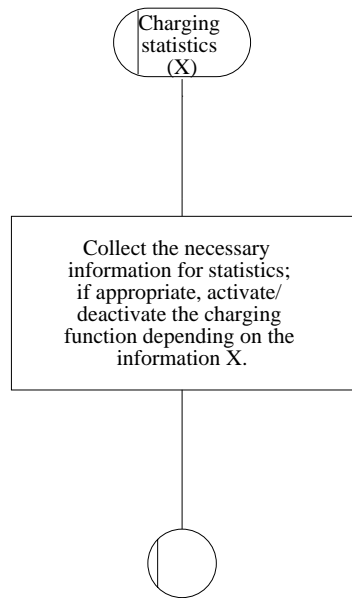 Charging
statistics
(X)
Collect the necessary
information for statistics;
if appropriate, activate/
deactivate the charging
function depending on the
information X.